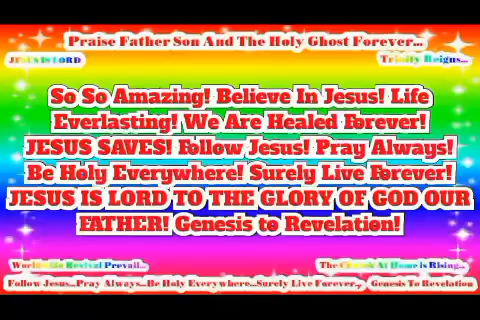 Praise Father Son And The Holy Ghost Forever...
JESUS IS LORD
Trinity Reigns...
So So Amazing! Believe In Jesus! Life
Everlasting! We Are Healed Forever!
JESUS SAVES! Follow Jesus! Pray Always!
Be Holy Everywhere! Surely Live Forever!
JESUS IS LORD TO THE GLORY OF GOD OUR
FATHER! Genesis to Revelation!
Worldwide Revival Prevail...
The Church At Home is Rising...
Follow Jesus...Pray Always...Be Holy Everywhere...Surely Live Forever...
Genesis To Revelation